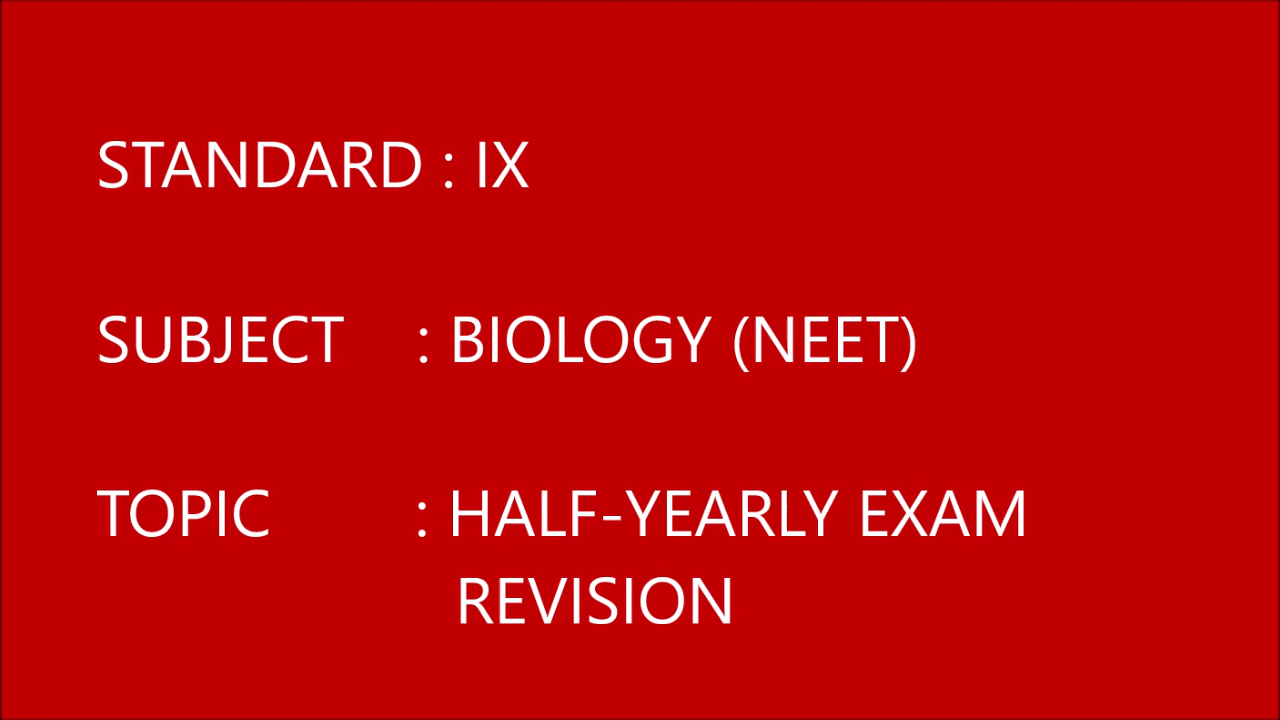 STANDARD : IX
SUBJECT : BIOLOGY (NEET)
TOPIC : HALF-YEARLY EXAM
REVISION